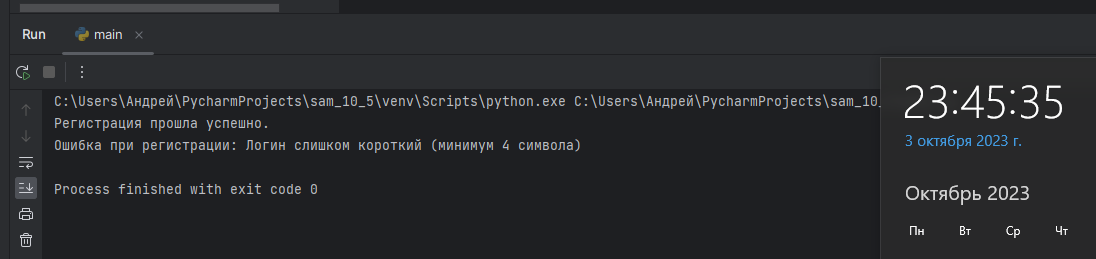 Run
main
C:\Users\Андрей\PycharmProjects\sam_10_5\venv\Scripts\python.exe C:\Users\Андрей\PycharmProjects\sam_10_
Регистрация прошла успешно.
Ошибка при регистрации: Логин слишком короткий (минимум 4 символа)
Process finished with exit code 0
23:45:35
3 октября 2023 г.
Октябрь 2023
Пн Вт Ср Чт